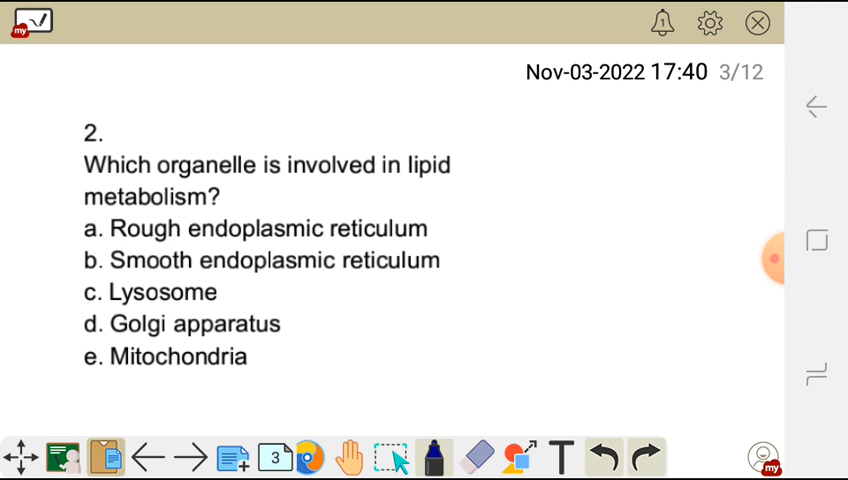 my
1
Nov-03-2022 17:40 3/12
2.
Which organelle is involved in lipid
metabolism?
a. Rough endoplasmic reticulum
b. Smooth endoplasmic reticulum
c. Lysosome
d. Golgi apparatus
e. Mitochondria
3
T
my